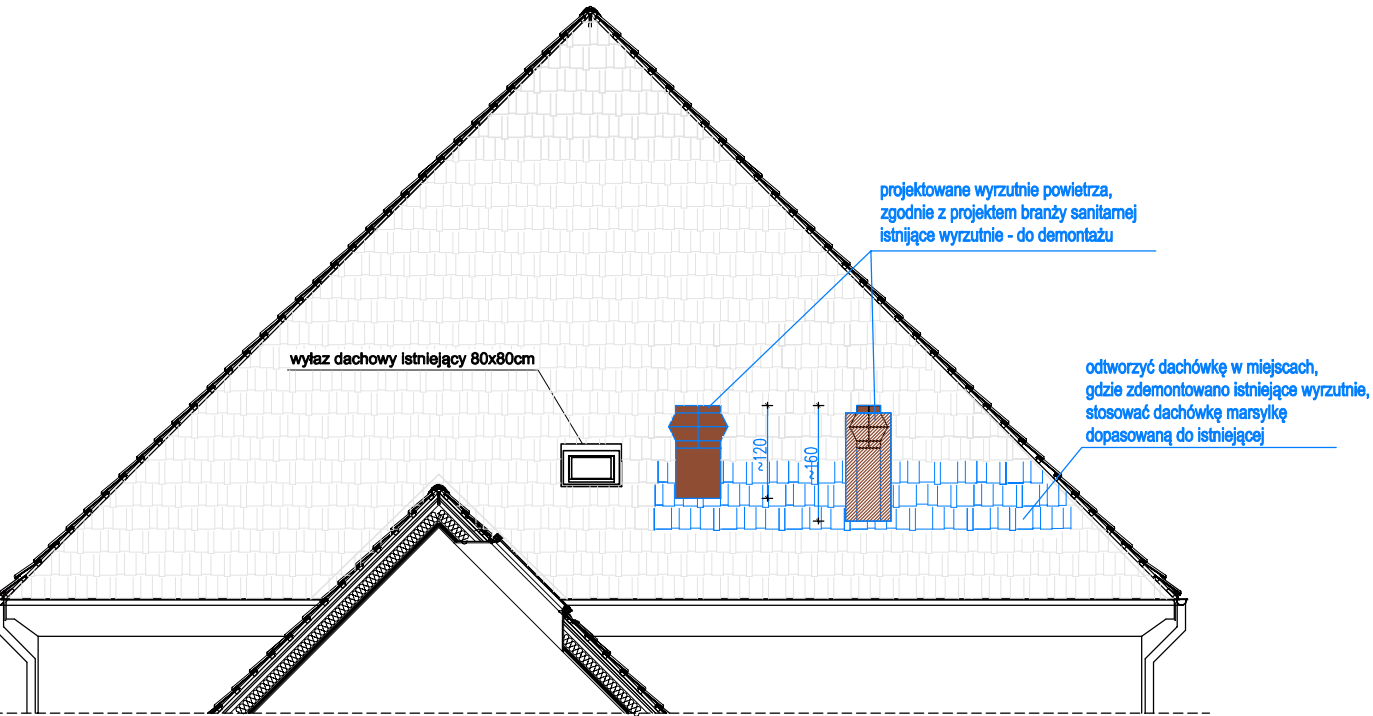 projektowane wyrzutnie powietrza,
zgodnie z projektem branży sanitarnej
istnijące wyrzutnie - do demontażu
wyłaz dachowy istniejący 80x80cm
odtworzyć dachówkę w miejscach,
gdzie zdemontowano istniejące wyrzutnie,
stosować dachówkę marsylkę
dopasowaną do istniejącej
~120
~160